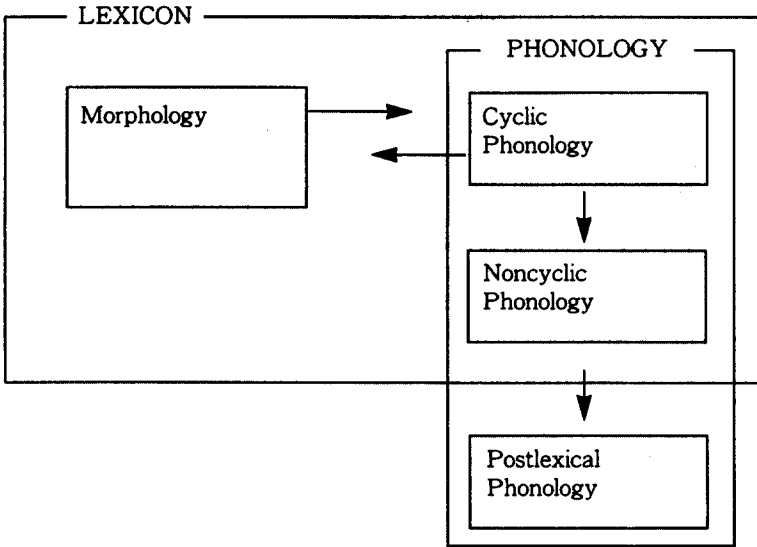 LEXICON
PHONOLOGY
Morphology
Cyclic
Phonology
Noncyclic
Phonology
Postlexical
Phonology